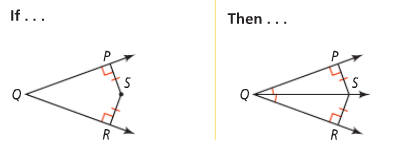 If . . .
P
S
Q
R
Then . . .
P
S
Q
R